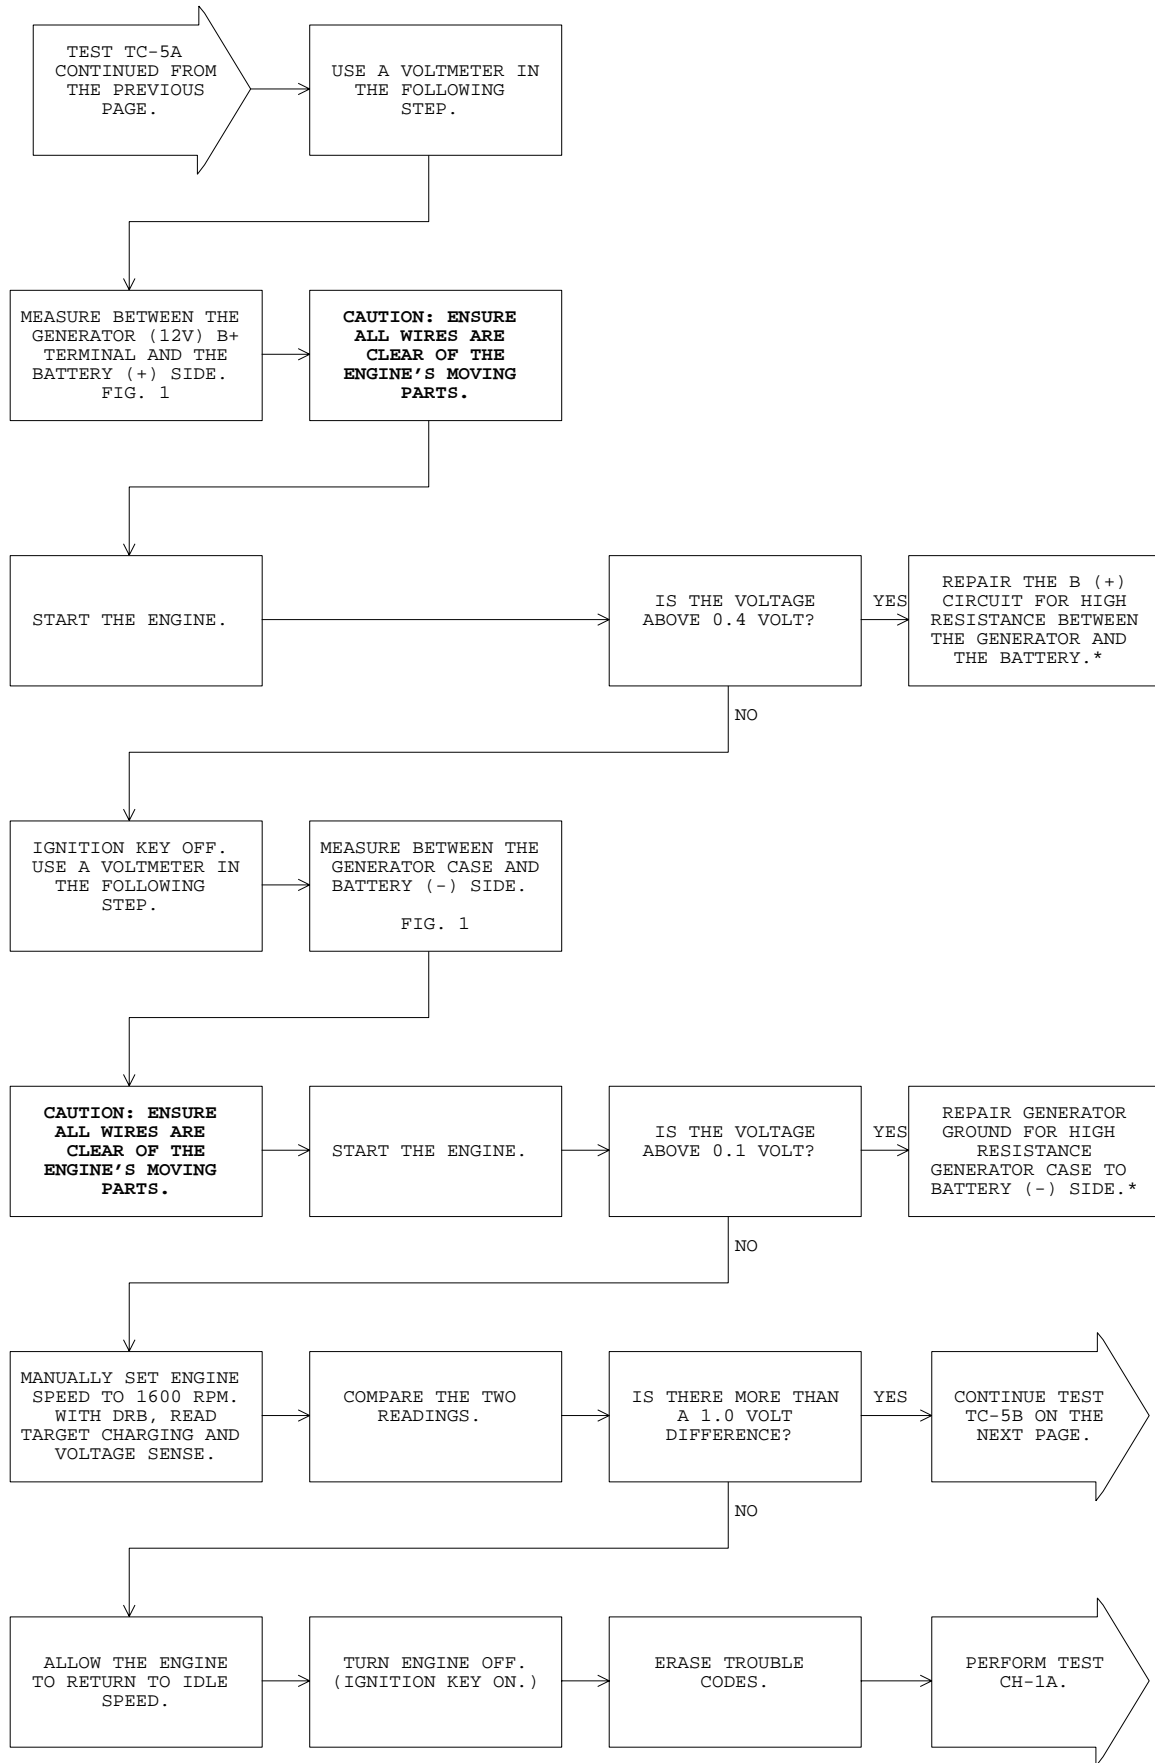 TEST TC-5A
CONTINUED FROM
THE PREVIOUS
PAGE.
USE A VOLTMETER IN
THE FOLLOWING
STEP.
MEASURE BETWEEN THE
GENERATOR (12V) B+
TERMINAL AND THE
BATTERY (+) SIDE.
FIG. 1
CAUTION: ENSURE
ALL WIRES ARE
CLEAR OF THE
ENGINE'S MOVING
PARTS.
START THE ENGINE.
IS THE VOLTAGE
ABOVE 0.4 VOLT?
YES
REPAIR THE B (+)
CIRCUIT FOR HIGH
RESISTANCE BETWEEN
THE GENERATOR AND
THE BATTERY.*
NO
IGNITION KEY OFF.
USE A VOLTMETER IN
THE FOLLOWING
STEP.
MEASURE BETWEEN THE
GENERATOR CASE AND
BATTERY (-) SIDE.
FIG. 1
CAUTION: ENSURE
ALL WIRES ARE
CLEAR OF THE
ENGINE'S MOVING
PARTS.
START THE ENGINE.
IS THE VOLTAGE
ABOVE 0.1 VOLT?
YES
REPAIR GENERATOR
GROUND FOR HIGH
RESISTANCE
GENERATOR CASE TO
BATTERY (-) SIDE.*
NO
MANUALLY SET ENGINE
SPEED TO 1600 RPM.
WITH DRB, READ
TARGET CHARGING AND
VOLTAGE SENSE.
COMPARE THE TWO
READINGS.
IS THERE MORE THAN
A 1.0 VOLT
DIFFERENCE?
YES
CONTINUE TEST
TC-5B ON THE
NEXT PAGE.
NO
ALLOW THE ENGINE
TO RETURN TO IDLE
SPEED.
TURN ENGINE OFF.
(IGNITION KEY ON.)
ERASE TROUBLE
CODES.
PERFORM TEST
CH-1A.